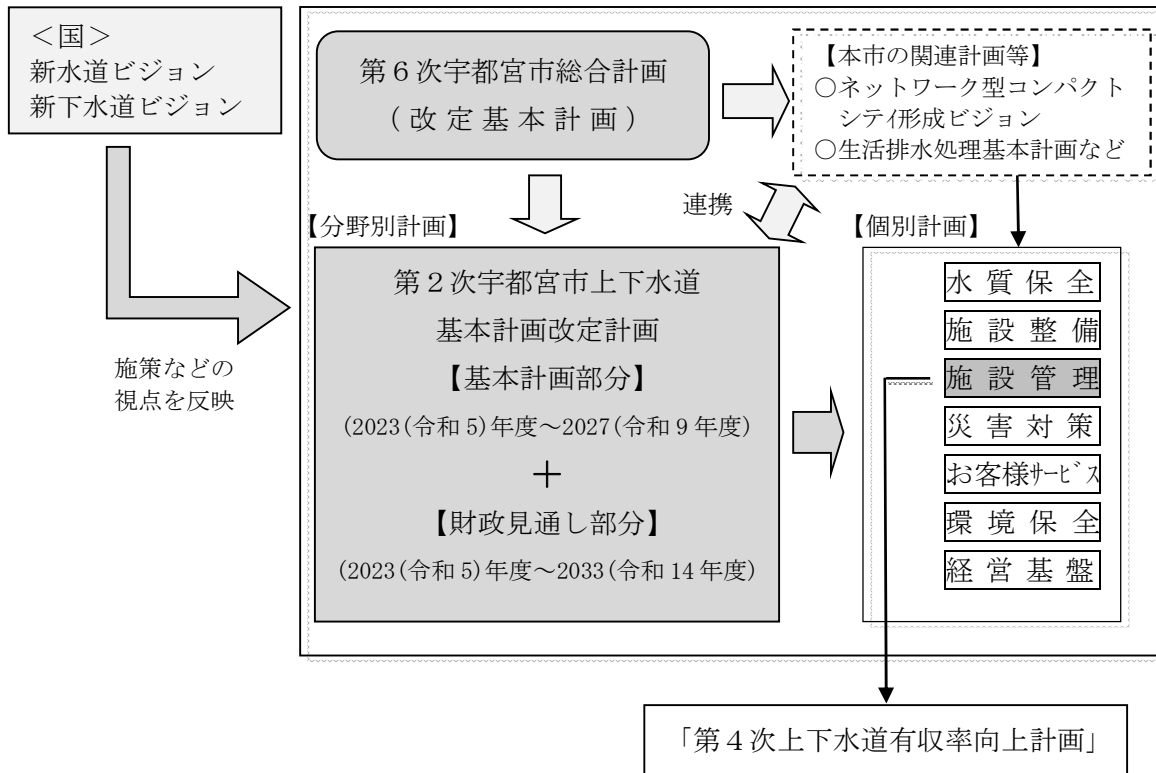 ＜国＞
新水道ビジョン
新下水道ビジョン
第６次宇都宮市総合計画
（改定基本計画）
【本市の関連計画等】
○ネットワーク型コンパクト
シティ形成ビジョン
○生活排水処理基本計画など
連携
【分野別計画】
【個別計画】
第２次宇都宮市上下水道
基本計画改定計画
【基本計画部分】
(2023(令和 5)年度～2027(令和 9 年度)
＋
【財政見通し部分】
(2023(令和 5)年度～2033(令和 14 年度)
施策などの
視点を反映
水質保全
施設整備
施設管理
災害対策
お客様ｻｰﾋﾞｽ
環境保全
経営基盤
「第４次上下水道有収率向上計画」